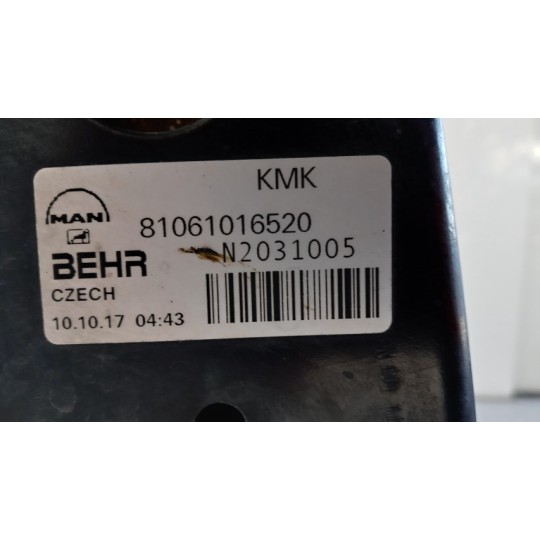 KMK
MAN
81061016520
BEHR
N2031005
CZECH
10.10.17 04:43